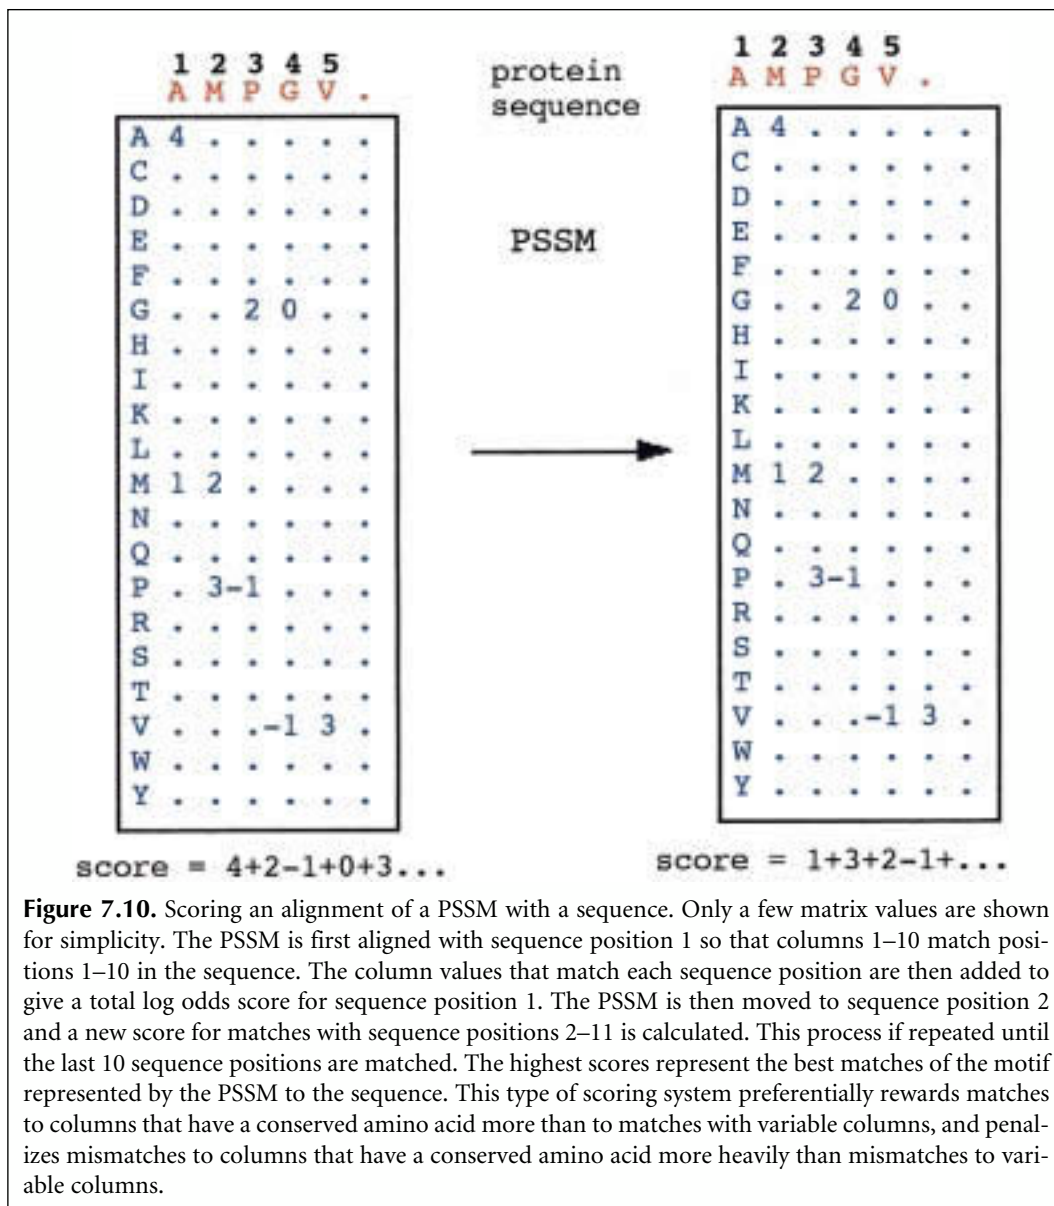 1 2 3 4 5
A M P G V .
A 4 . . . . .
C . . . . . .
D . . . . . .
E . . . . . .
F . . . . . .
G . . 2 0 . .
H . . . . . .
I . . . . . .
K . . . . . .
L . . . . . .
M 1 2 . . . .
N . . . . . .
Q . . . . . .
P . 3-1 . . .
R . . . . . .
S . . . . . .
T . . . . . .
V . . .-1 3 .
W . . . . . .
Y . . . . . .
score = 4+2-1+0+3...
protein
sequence
PSSM
1 2 3 4 5
A M P G V .
A 4 . . . . .
C . . . . . .
D . . . . . .
E . . . . . .
F . . . . . .
G . . 2 0 . .
H . . . . . .
I . . . . . .
K . . . . . .
L . . . . . .
M 1 2 . . . .
N . . . . . .
Q . . . . . .
P . 3-1 . . .
R . . . . . .
S . . . . . .
T . . . . . .
V . . .-1 3 .
W . . . . . .
Y . . . . . .
score = 1+3+2-1+...
Figure 7.10. Scoring an alignment of a PSSM with a sequence. Only a few matrix values are shown
for simplicity. The PSSM is first aligned with sequence position 1 so that columns 1–10 match posi-
tions 1–10 in the sequence. The column values that match each sequence position are then added to
give a total log odds score for sequence position 1. The PSSM is then moved to sequence position 2
and a new score for matches with sequence positions 2–11 is calculated. This process if repeated until
the last 10 sequence positions are matched. The highest scores represent the best matches of the motif
represented by the PSSM to the sequence. This type of scoring system preferentially rewards matches
to columns that have a conserved amino acid more than to matches with variable columns, and penal-
izes mismatches to columns that have a conserved amino acid more heavily than mismatches to vari-
able columns.